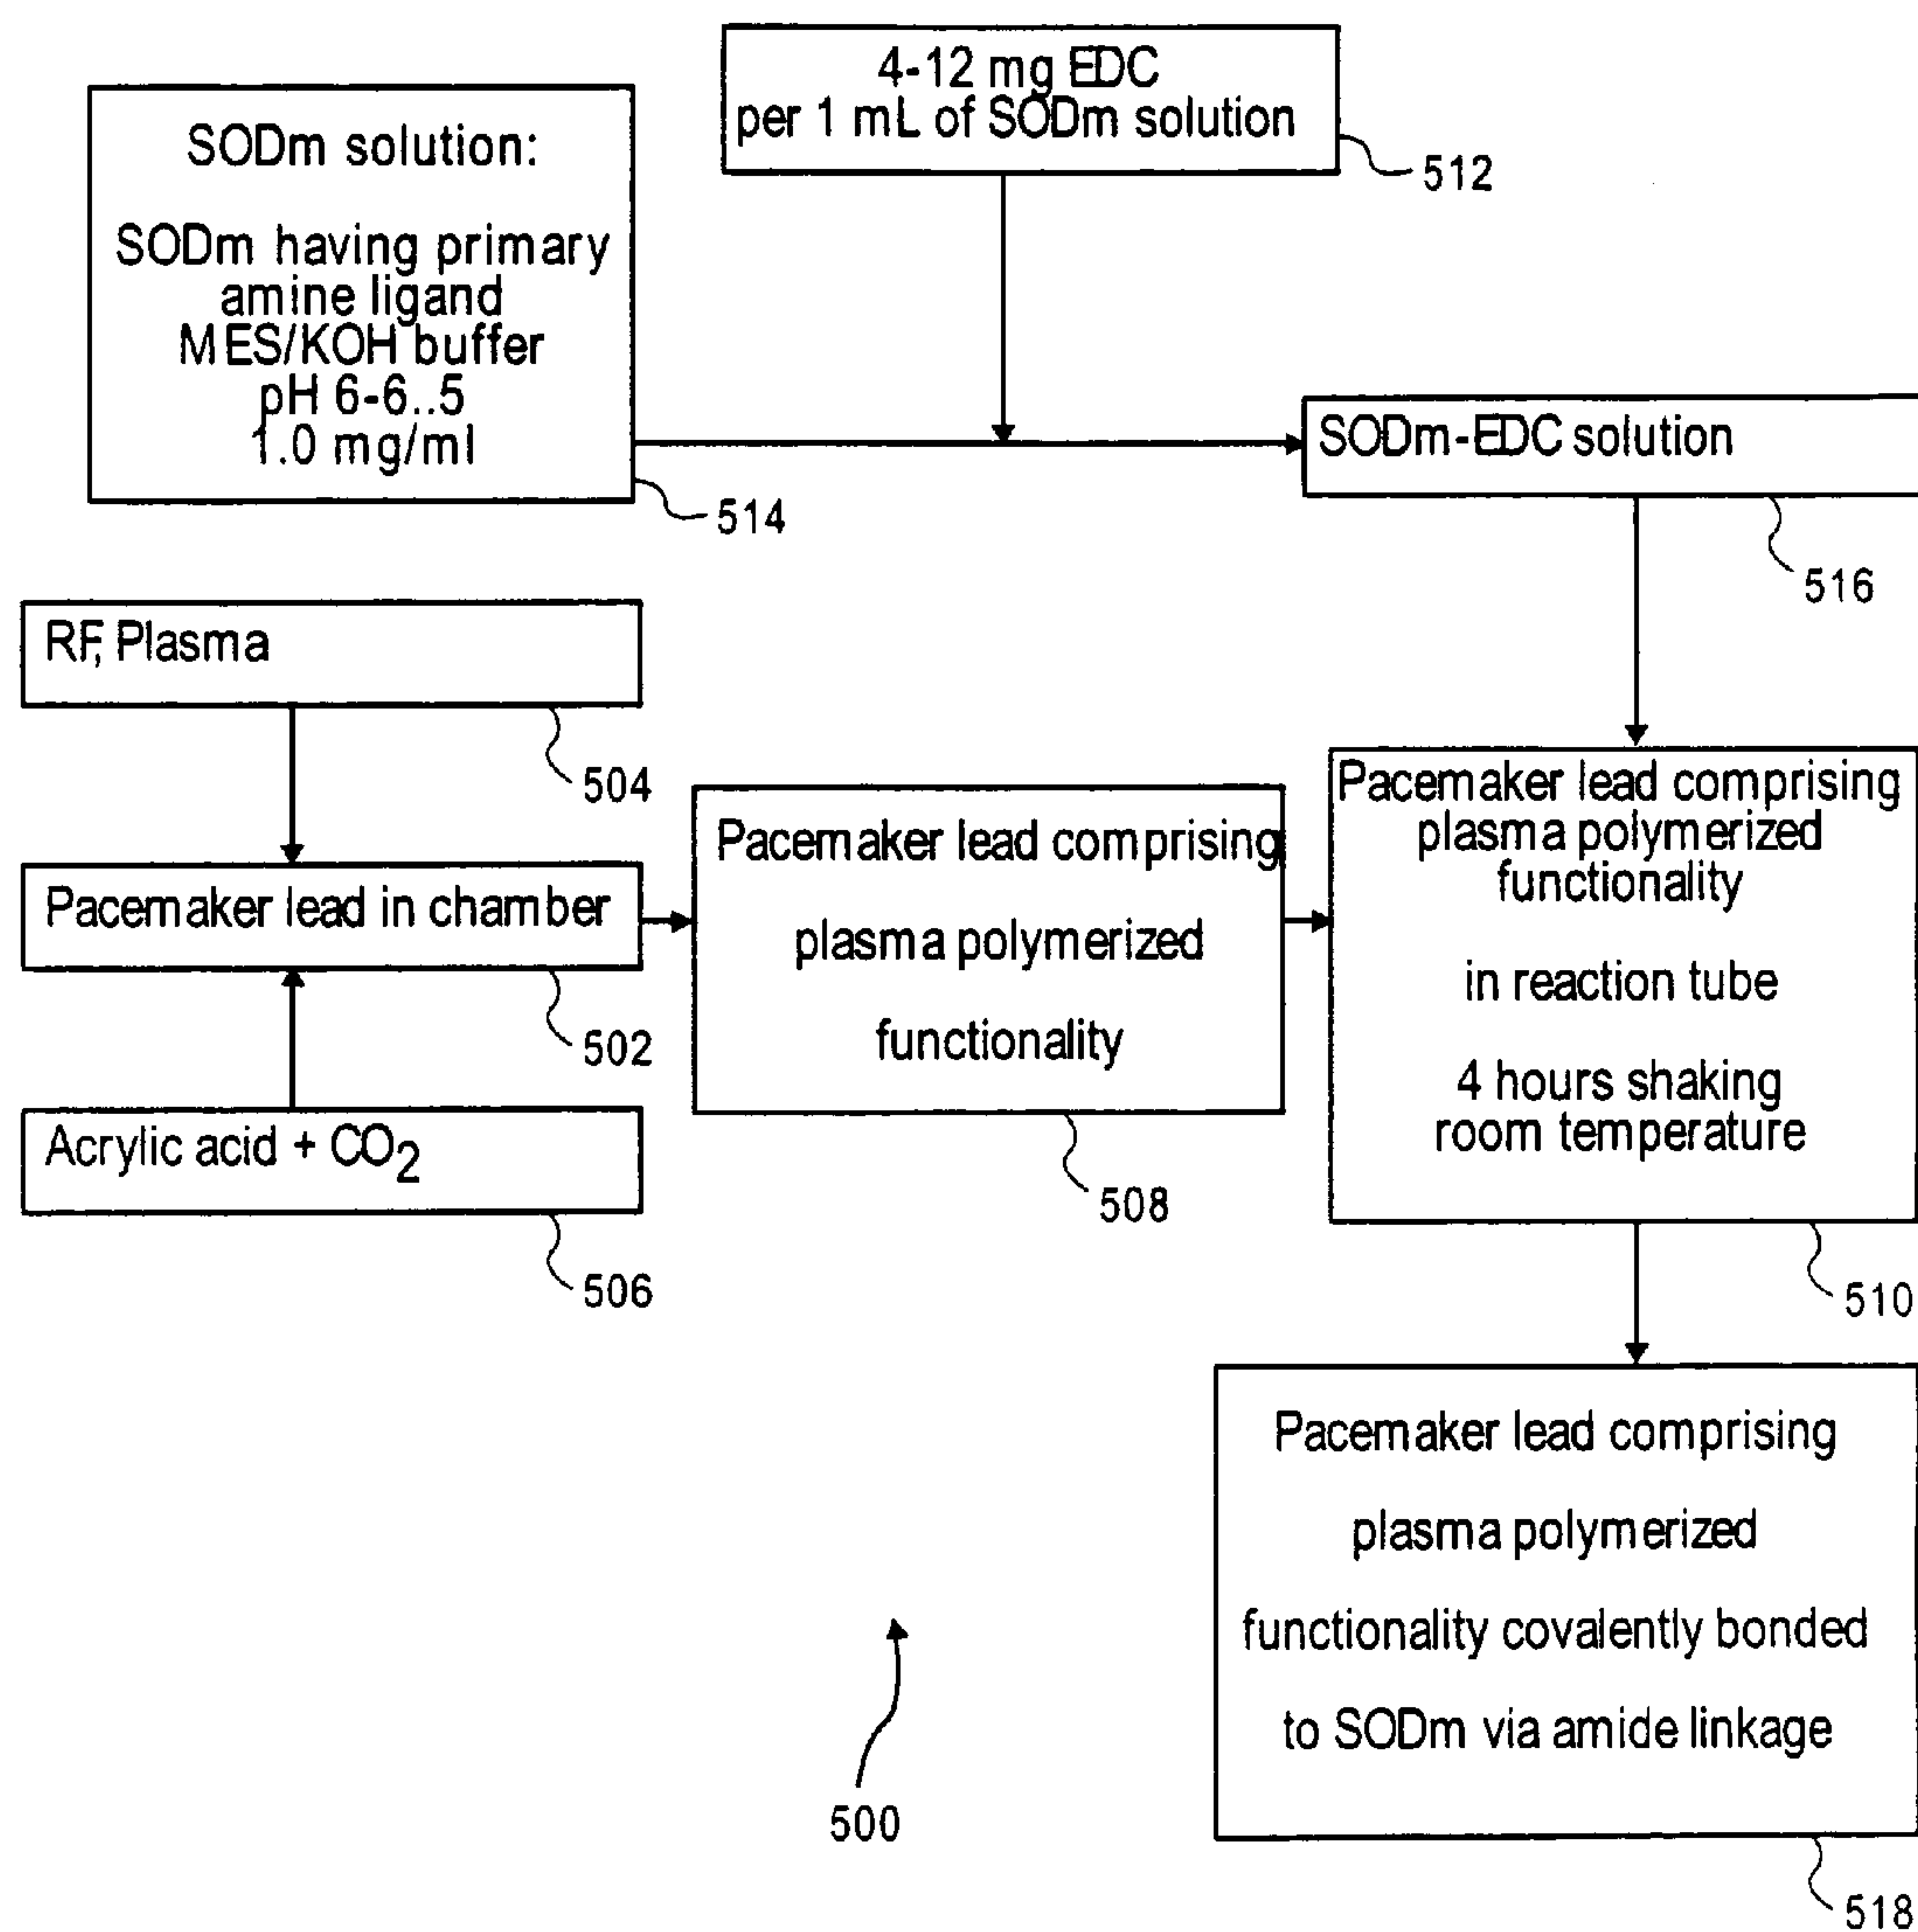 4-12 mg EDC
per 1 mL of SODm solution
512
SODm solution:
SODm having primary
amine ligand
MES/KOH buffer
pH 6-6..5
1.0 mg/ml
514
SODm-EDC solution
516
RF, Plasma
504
Pacemaker lead in chamber
502
Acrylic acid + CO2
506
Pacemaker lead comprising
plasma polymerized
functionality
508
Pacemaker lead comprising
plasma polymerized
functionality
in reaction tube
4 hours shaking
room temperature
510
Pacemaker lead comprising
plasma polymerized
functionality covalently bonded
to SODm via amide linkage
518
500